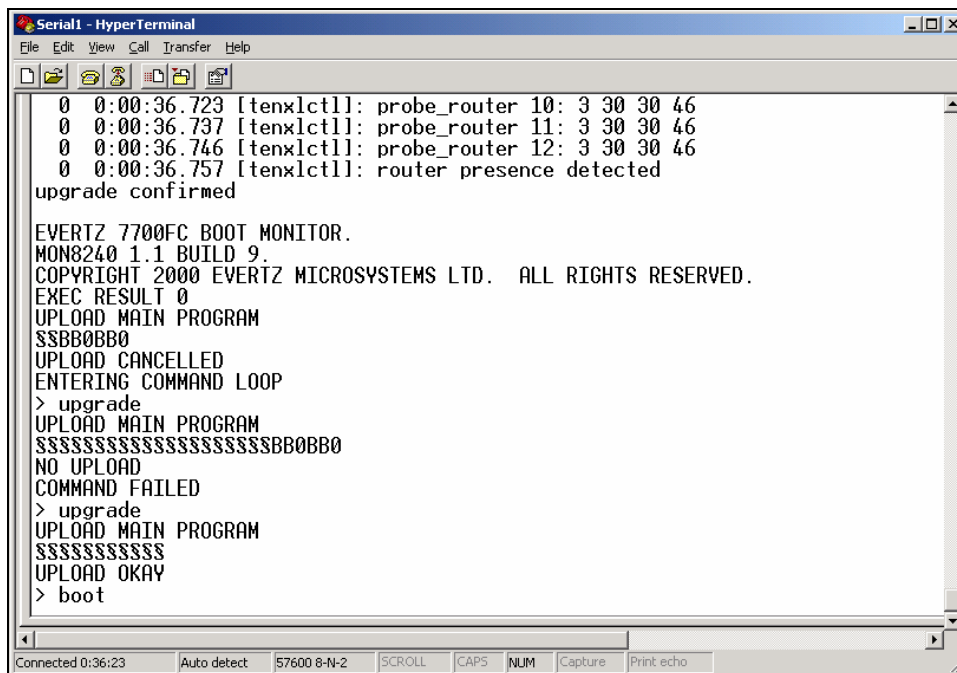 Serial1 - HyperTerminal
File Edit View Call Transfer Help
0 0:00:36.723 [tenxlctl]: probe_router 10: 3 30 30 46
0 0:00:36.737 [tenxlctl]: probe_router 11: 3 30 30 46
0 0:00:36.746 [tenxlctl]: probe_router 12: 3 30 30 46
0 0:00:36.757 [tenxlctl]: router presence detected
upgrade confirmed
EVERTZ 7700FC BOOT MONITOR.
MON8240 1.1 BUILD 9.
COPYRIGHT 2000 EVERTZ MICROSYSTEMS LTD. ALL RIGHTS RESERVED.
EXEC RESULT 0
UPLOAD MAIN PROGRAM
§§BB0BB0
UPLOAD CANCELLED
ENTERING COMMAND LOOP
> upgrade
UPLOAD MAIN PROGRAM
§§§§§§§§§§§§§§§§§§§§BB0BB0
NO UPLOAD
COMMAND FAILED
> upgrade
UPLOAD MAIN PROGRAM
§§§§§§§§§§§
UPLOAD OKAY
> boot
Connected 0:36:23 Auto detect 57600 8-N-2 SCROLL CAPS NUM Capture Print echo